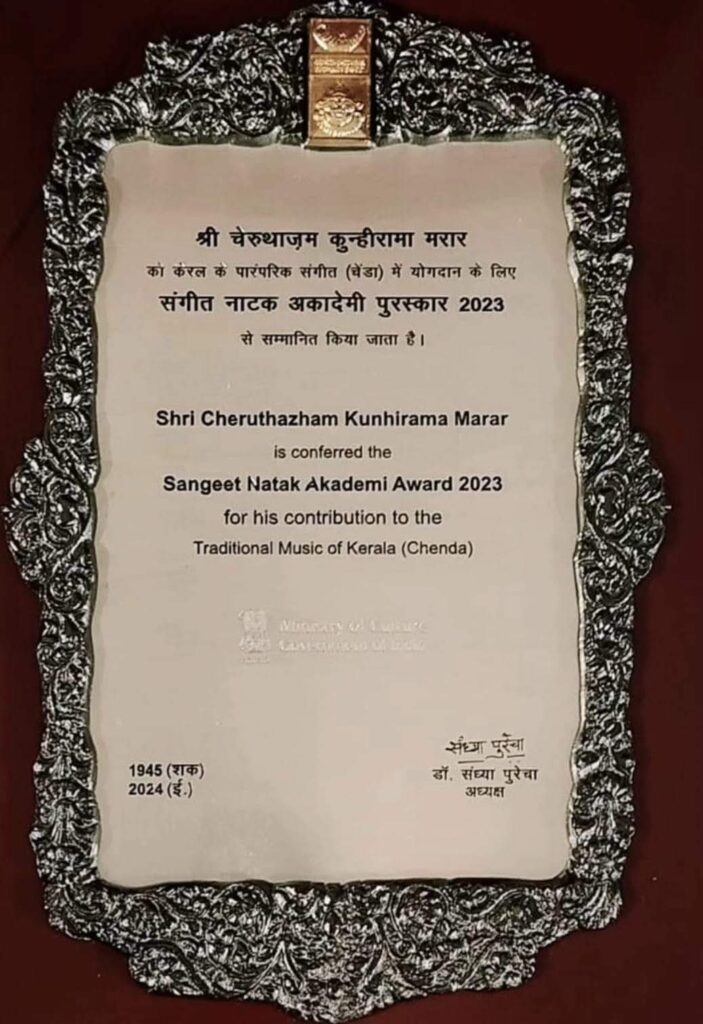 श्री चेरुथाज़म कुन्हीरामा मरार
को केरल के पारंपरिक संगीत (चेंडा) में योगदान के लिए
संगीत नाटक अकादेमी पुरस्कार 2023
से सम्मानित किया जाता है।
Shri Cheruthazham Kunhirama Marar
is conferred the
Sangeet Natak Akademi Award 2023
for his contribution to the
Traditional Music of Kerala (Chenda)
Ministry of Culture
Government of India
संध्या पुरेचा
1945 (शक)
2024 (ई.)
डॉ. संध्या पुरेचा
अध्यक्ष